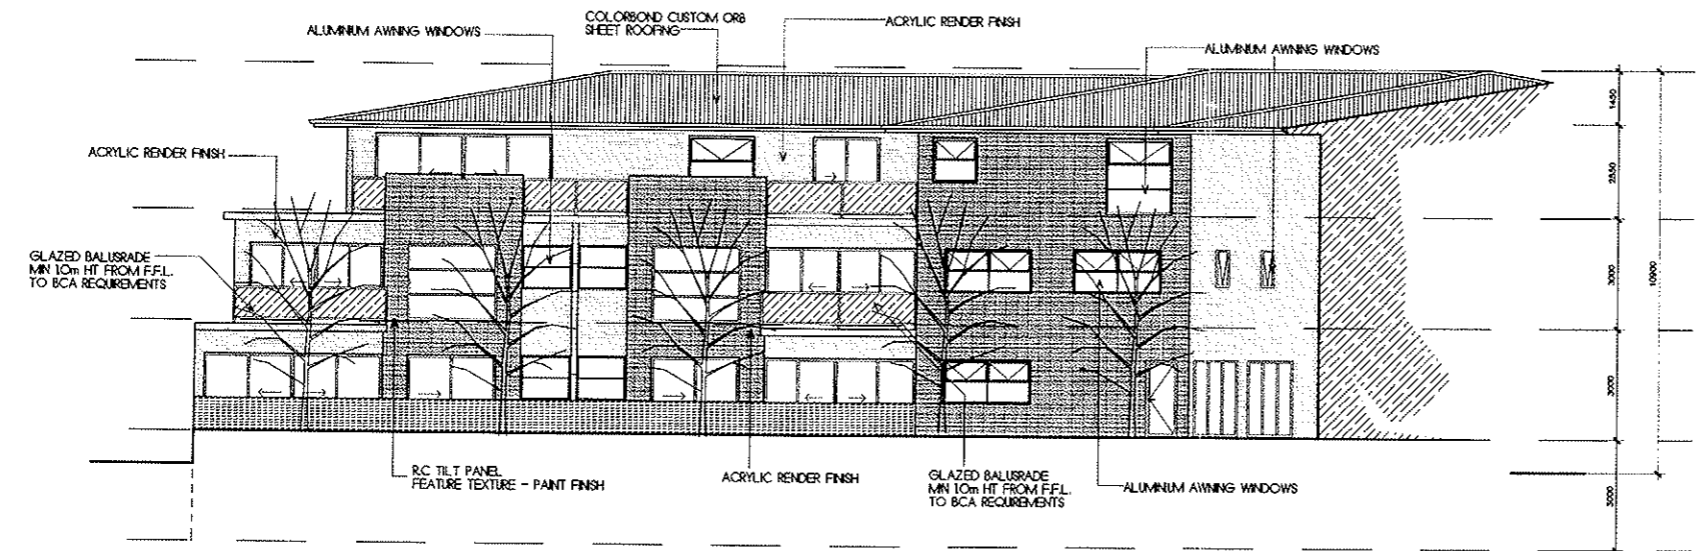 COLORBOND CUSTOM ORB
SHEET ROOFING
ACRYLIC RENDER FINISH
ALUMINIUM AWNING WINDOWS
ALUMINIUM AWNING WINDOWS
ACRYLIC RENDER FINISH
GLAZED BALUSRADE
MIN 1.0m HT FROM F.F.L.
TO BCA REQUIREMENTS
R.C TILT PANEL
FEATURE TEXTURE - PAINT FINISH
ACRYLIC RENDER FINISH
GLAZED BALUSRADE
MIN 1.0m HT FROM F.F.L.
TO BCA REQUIREMENTS
ALUMINIUM AWNING WINDOWS
1450
3000
3000
3000